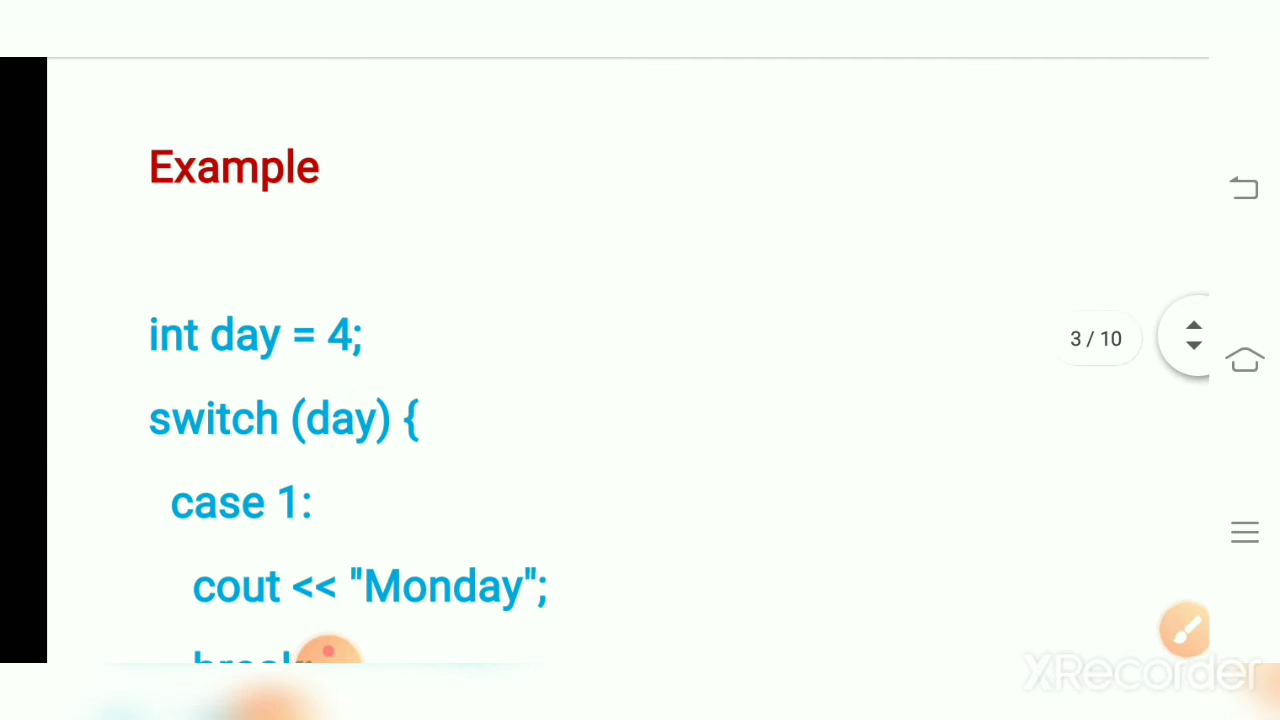 Example
int day = 4;
3 / 10
switch (day) {
case 1:
cout << "Monday";
XRecorder